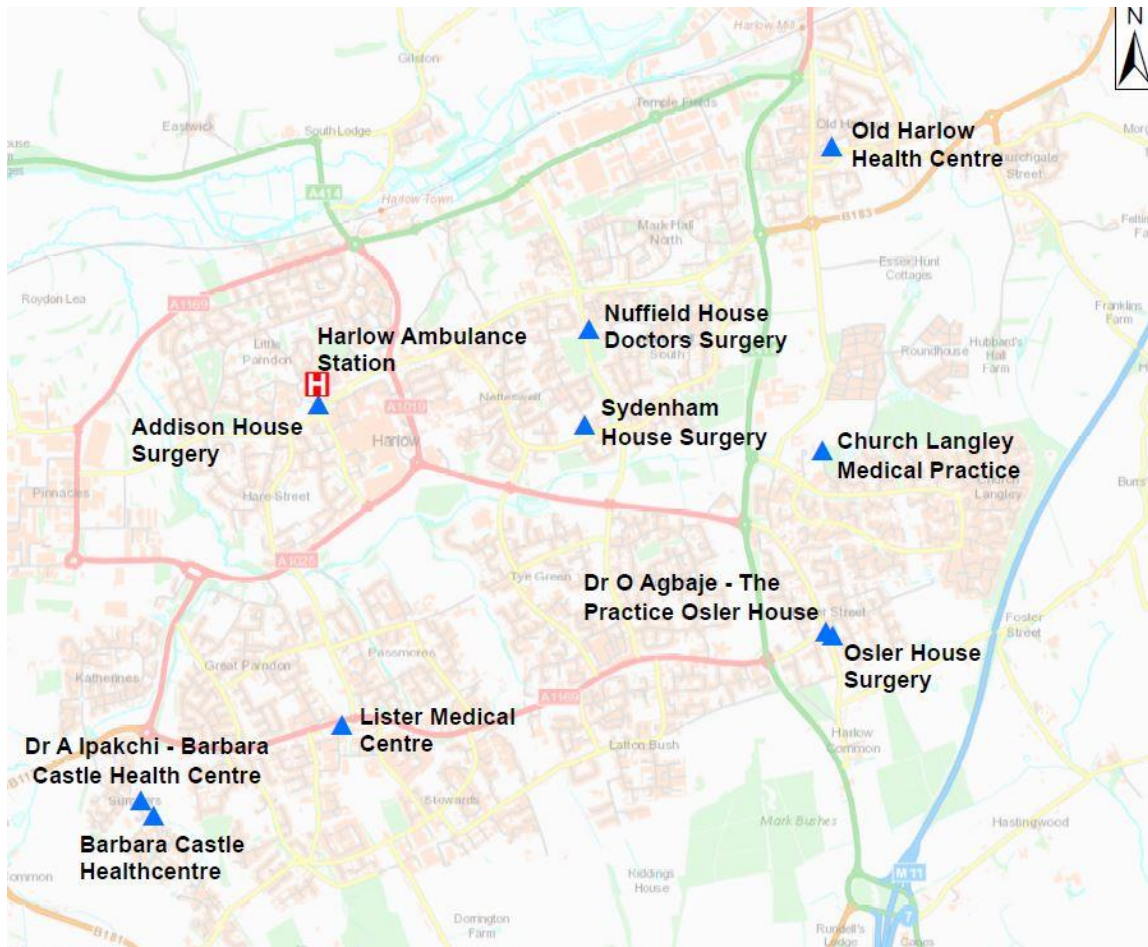 Harlow Mill
N
Gilston
Temple Fields
Eastwick
South Lodge
Old Harlow
Health Centre
Churchgate
Street
A414
Harlow Town
B183
Mark Hall
North
Essex Hunt
Cottages
Roydon Lea
A1169
Franklins
Farm
Nuffield House
Doctors Surgery
South
Harlow Ambulance
Station
Little
Parndon
H
Roundhouse
Hubbard's
Hall
Farm
Netteswell
A1019
Addison House
Surgery
Harlow
Sydenham
House Surgery
Church Langley
Medical Practice
Church
Langley
Pinnacles
Hare Street
A1025
Tye Green
Dr O Agbaje - The
Practice Osler House
Street
Foster
Street
Osler House
Surgery
Great Parndon
Passmores
Katherines
A1169
Lister Medical
Centre
Latton Bush
Harlow
Common
Dr A Ipakchi - Barbara
Castle Health Centre
B11
Stewards
Mark Bushes
Hastingwood
Barbara Castle
Healthcentre
Common
Kiddings
House
M 11
7
Dorrington
Farm
B181
Rundell's
Lodge